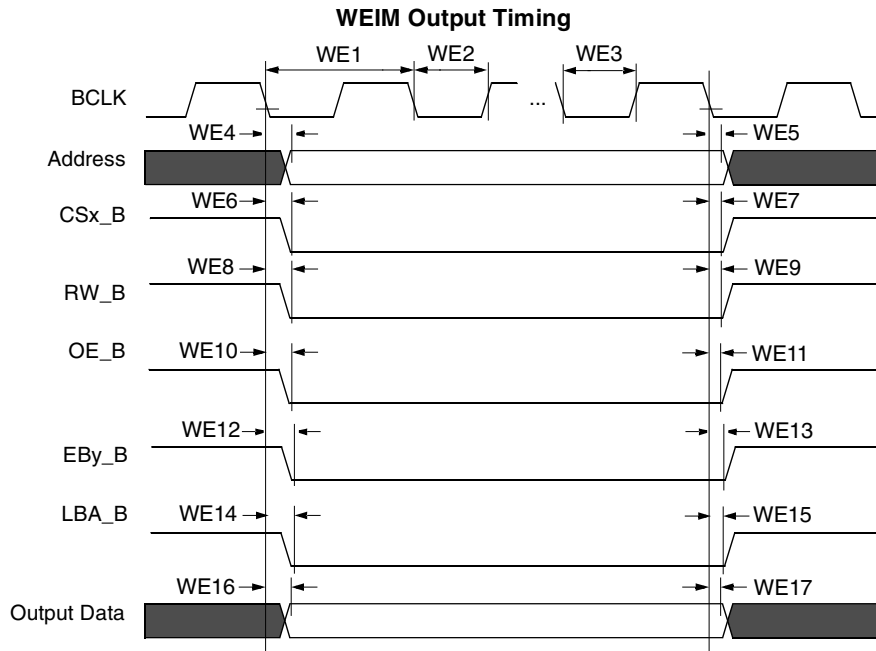 WEIM Output Timing
WE1 WE2 WE3
BCLK ...
WE4 WE5
Address
WE6 WE7
CSx_B
WE8 WE9
RW_B
WE10 WE11
OE_B
WE12 WE13
EBy_B
WE14 WE15
LBA_B
WE16 WE17
Output Data